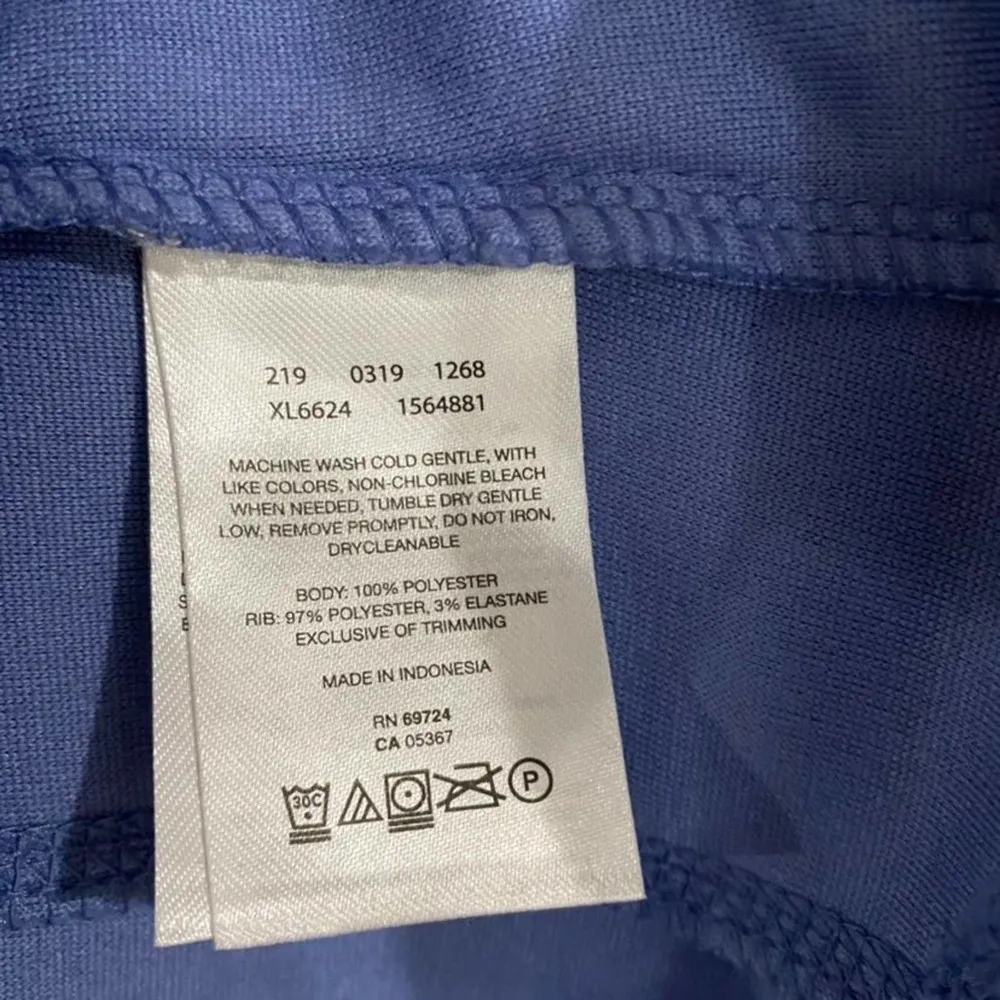 219 0319 1268
XL6624 1564881
MACHINE WASH COLD GENTLE, WITH
LIKE COLORS, NON-CHLORINE BLEACH
WHEN NEEDED, TUMBLE DRY GENTLE
LOW, REMOVE PROMPTLY, DO NOT IRON,
DRYCLEANABLE
BODY: 100% POLYESTER
RIB: 97% POLYESTER, 3% ELASTANE
EXCLUSIVE OF TRIMMING
MADE IN INDONESIA
RN 69724
CA 05367
30C P